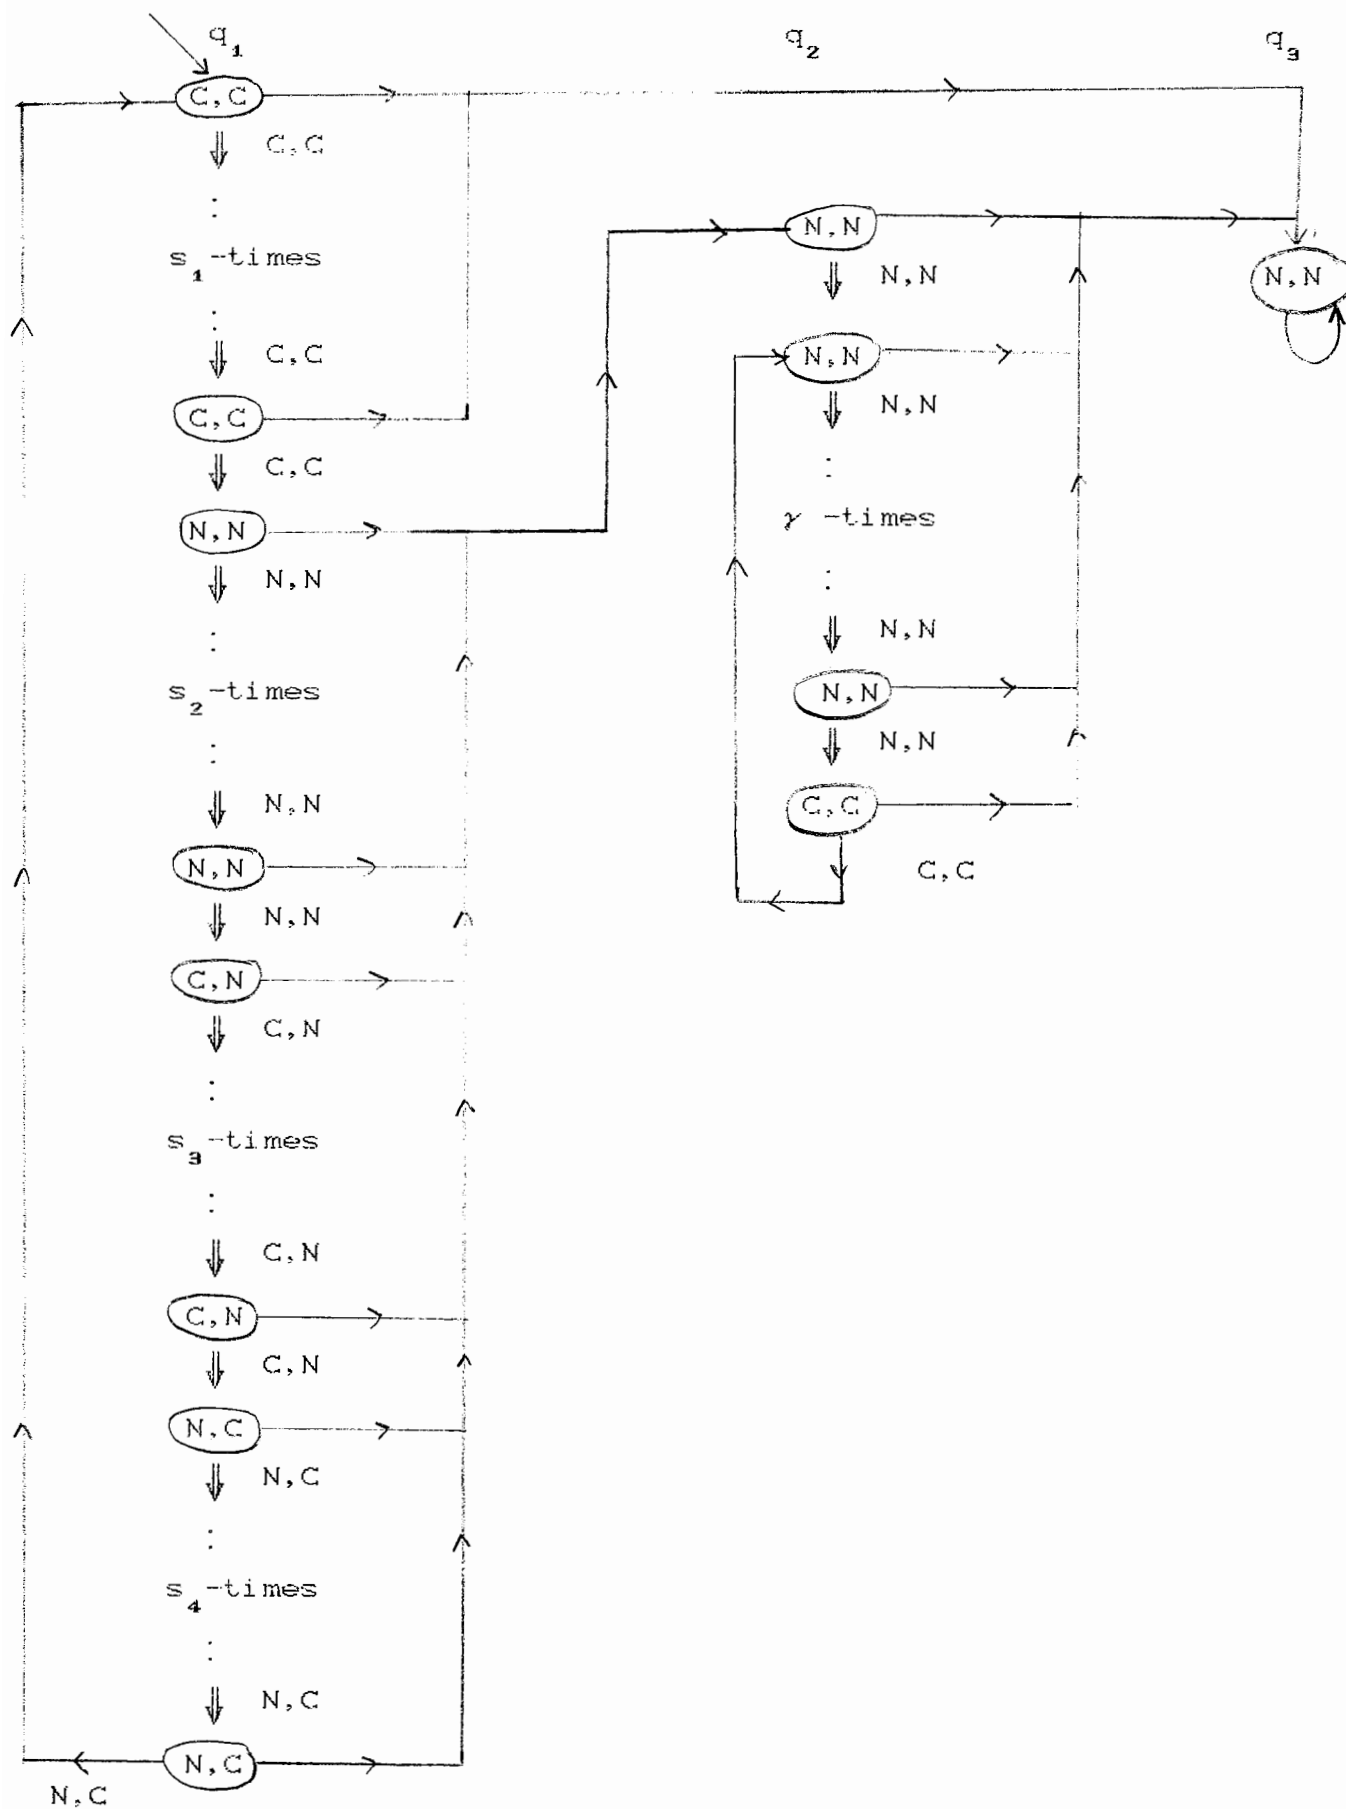 q₁ q₂ q₃
C,C
C,C
s₁-times
C,C
C,C
C,C
N,N
N,N
s₂-times
N,N
N,N
N,N
C,N
C,N
s₃-times
C,N
C,N
C,N
N,C
N,C
s₄-times
N,C
N,C
N,C
N,N
N,N
N,N
N,N
γ -times
N,N
N,N
N,N
C,C
C,C
N,N